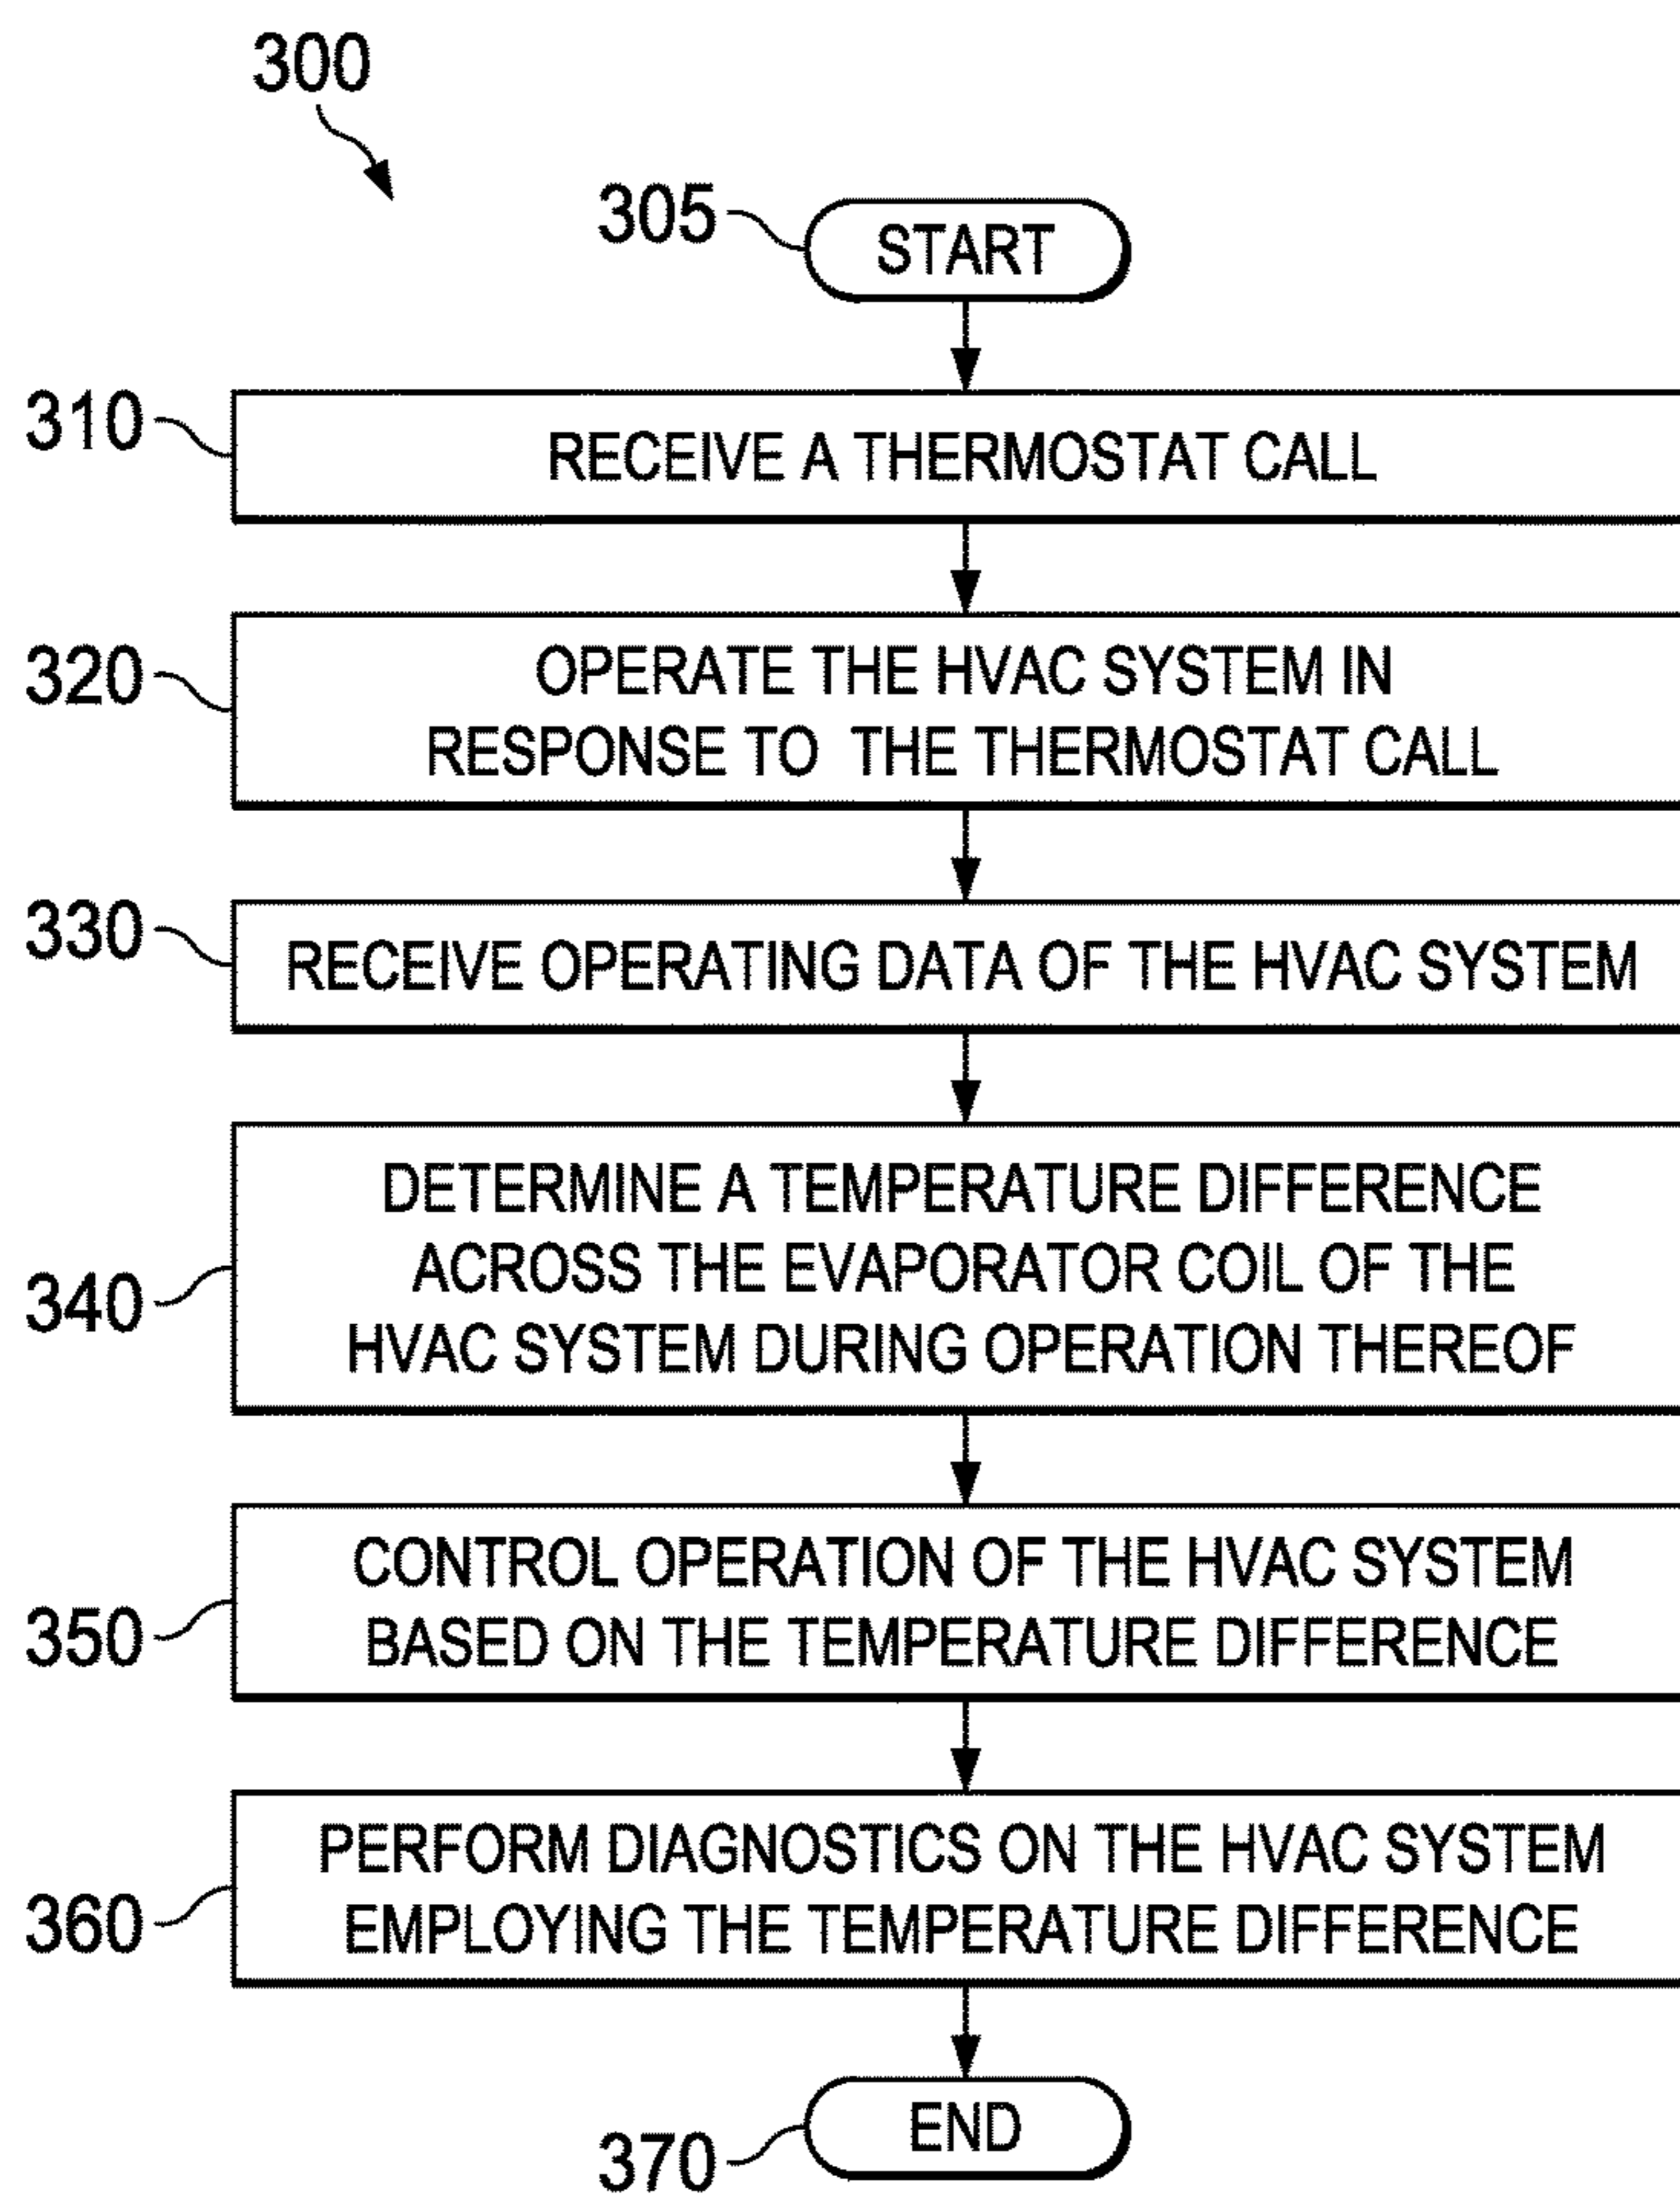 300
305
START
310
RECEIVE A THERMOSTAT CALL
320
OPERATE THE HVAC SYSTEM IN
RESPONSE TO THE THERMOSTAT CALL
330
RECEIVE OPERATING DATA OF THE HVAC SYSTEM
340
DETERMINE A TEMPERATURE DIFFERENCE
ACROSS THE EVAPORATOR COIL OF THE
HVAC SYSTEM DURING OPERATION THEREOF
350
CONTROL OPERATION OF THE HVAC SYSTEM
BASED ON THE TEMPERATURE DIFFERENCE
360
PERFORM DIAGNOSTICS ON THE HVAC SYSTEM
EMPLOYING THE TEMPERATURE DIFFERENCE
370
END